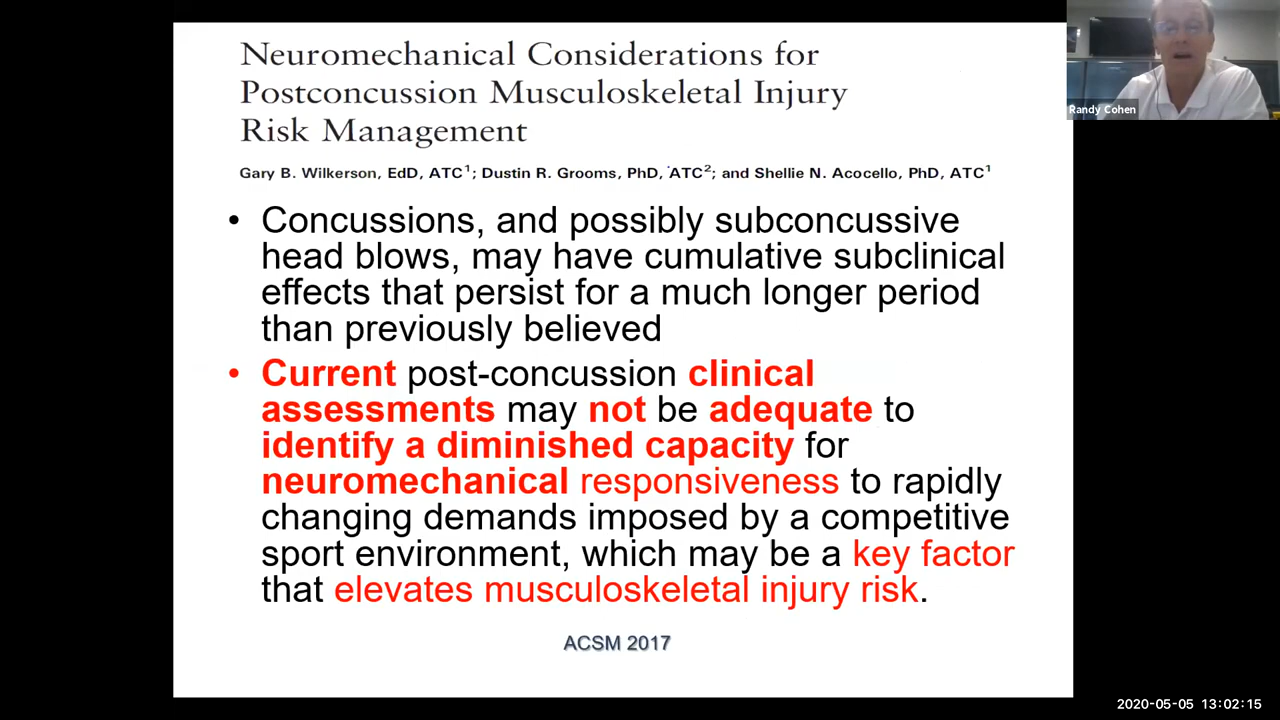 Neuromechanical Considerations for
Postconcussion Musculoskeletal Injury
Risk Management
Gary B. Wilkerson, EdD, ATC¹; Dustin R. Grooms, PhD, ATC²; and Shellie N. Acocello, PhD, ATC¹
• Concussions, and possibly subconcussive
head blows, may have cumulative subclinical
effects that persist for a much longer period
than previously believed
• Current post-concussion clinical
assessments may not be adequate to
identify a diminished capacity for
neuromechanical responsiveness to rapidly
changing demands imposed by a competitive
sport environment, which may be a key factor
that elevates musculoskeletal injury risk.
ACSM 2017
Randy Cohen
2020-05-05 13:02:15